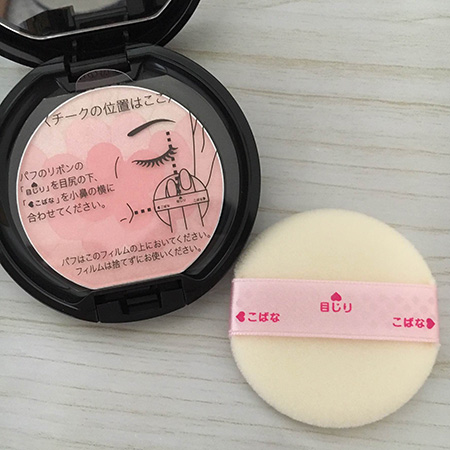 〈チークの位置はここ〉
パフのリボンの
「目じり」を目尻の下、
「こばな」を小鼻の横に
合わせてください。
パフはこのフィルムの上においてください。
フィルムは捨てずにお使いください。
目じり
こばな
こばな